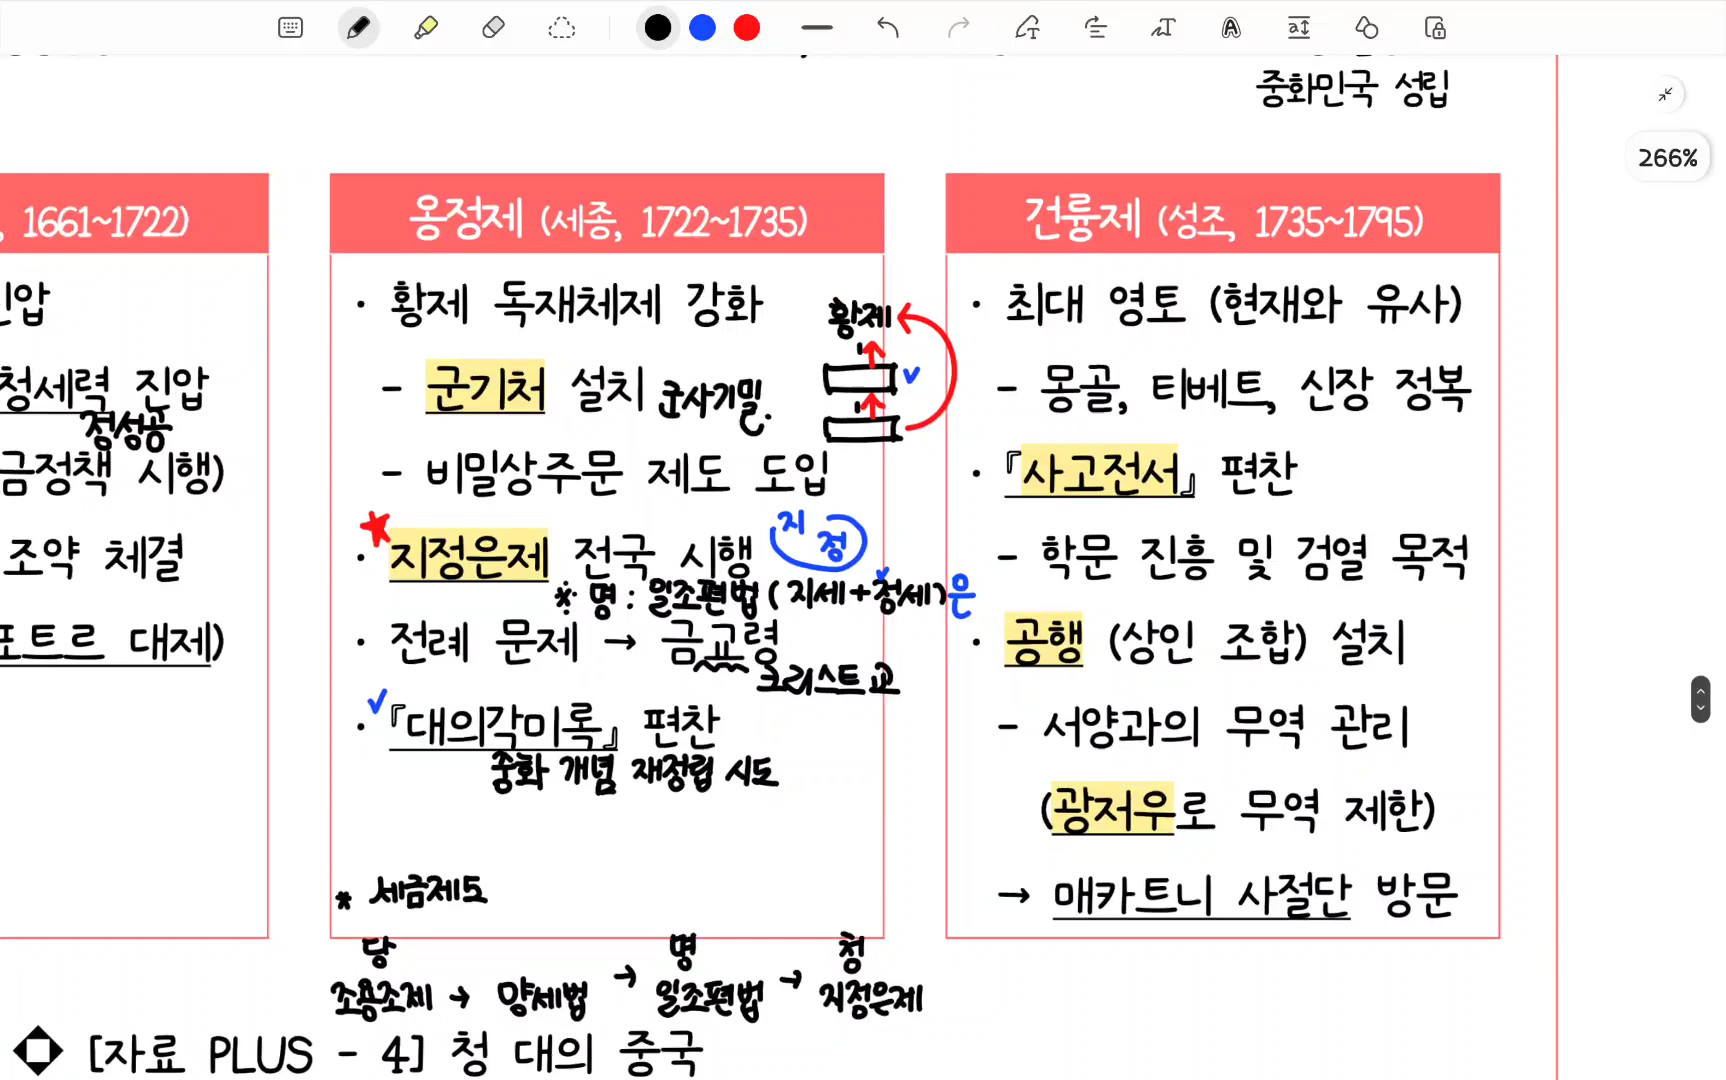 중화민국 성립
266%
, 1661~1722)
진압
청세력 진압
정성공
금정책 시행)
조약 체결
포트르 대제)
옹정제 (세종, 1722~1735)
· 황제 독재체제 강화
- 군기처 설치 군사기밀.
- 비밀상주문 제도 도입
· 지정은제 전국 시행
지정
※ 명 : 일조편법 (지세+정세) 은
· 전례 문제 → 금교령
크리스트교
· 『대의각미록』 편찬
중화 개념 재정립 시도
황제
건륭제 (성조, 1735~1795)
· 최대 영토 (현재와 유사)
- 몽골, 티베트, 신장 정복
· 『사고전서』 편찬
- 학문 진흥 및 검열 목적
· 공행 (상인 조합) 설치
- 서양과의 무역 관리
(광저우로 무역 제한)
→ 매카트니 사절단 방문
* 세금제도
당 명 청
조용조제 → 양세법 → 일조편법 → 지정은제
[자료 PLUS - 4] 청 대의 중국